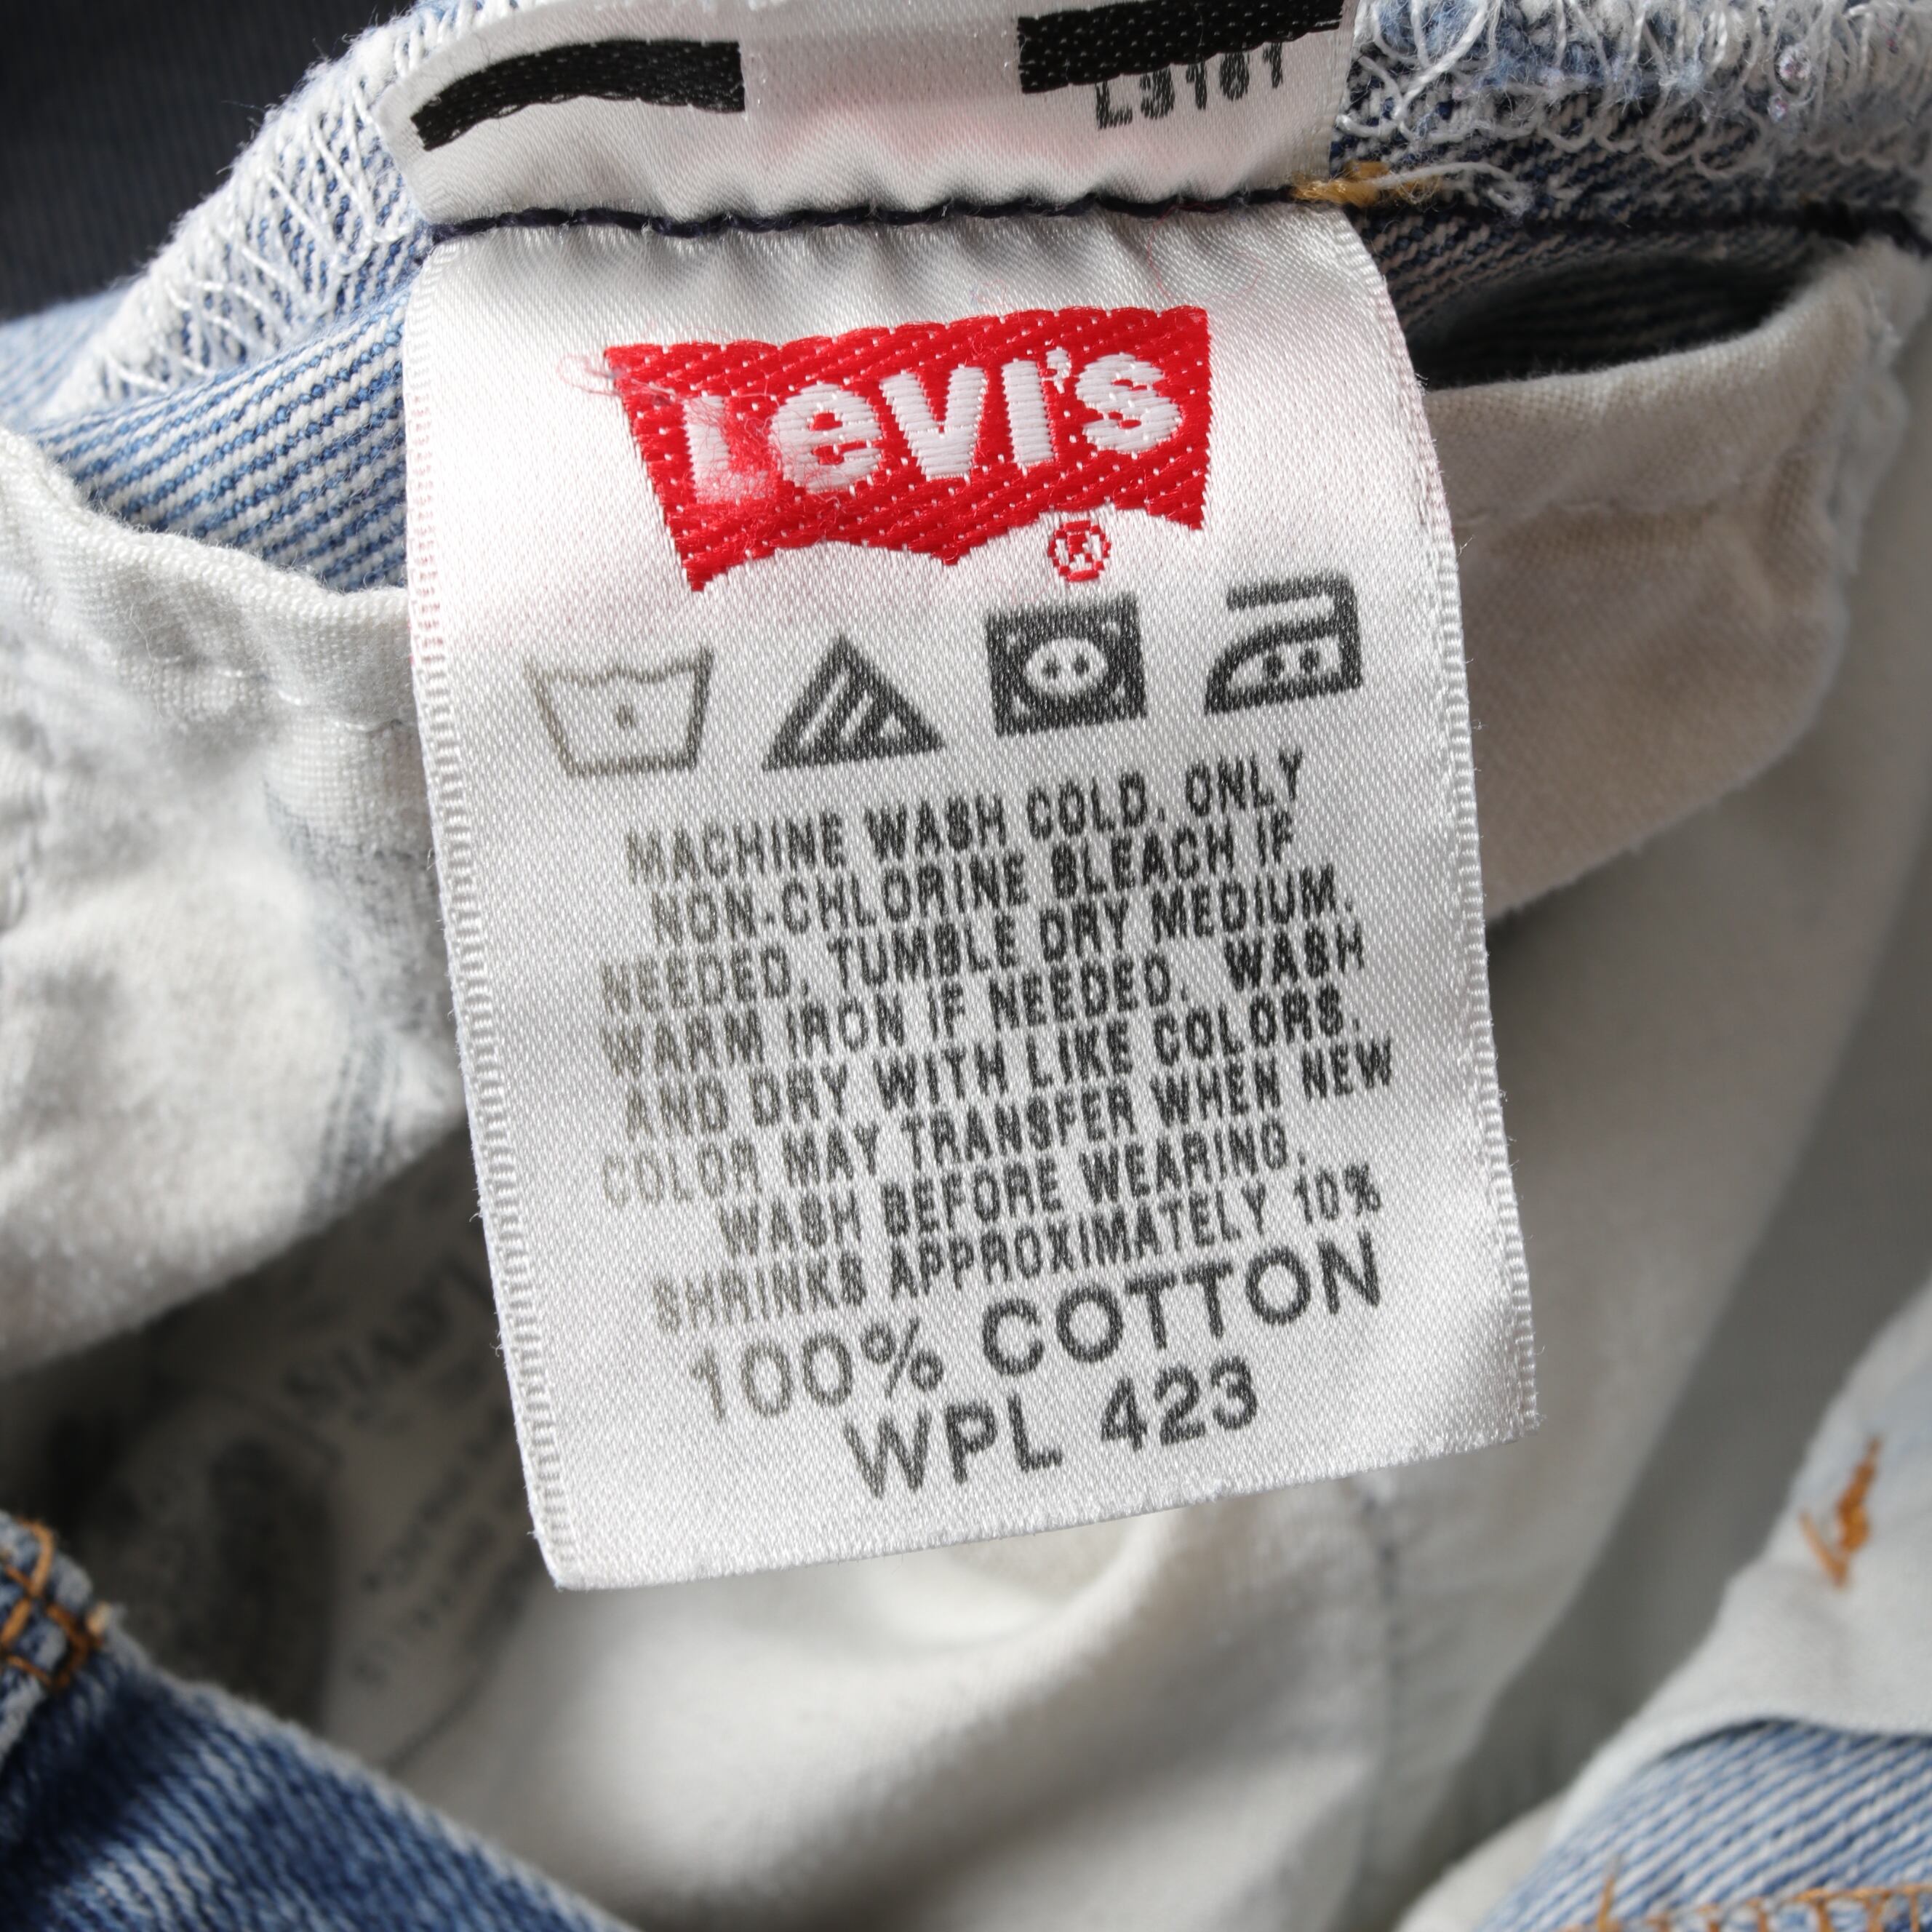 L3101
Levi's
®
MACHINE WASH COLD. ONLY
NON-CHLORINE BLEACH IF
NEEDED. TUMBLE DRY MEDIUM.
WARM IRON IF NEEDED. WASH
AND DRY WITH LIKE COLORS.
COLOR MAY TRANSFER WHEN NEW
WASH BEFORE WEARING.
SHRINKS APPROXIMATELY 10%
100% COTTON
WPL 423